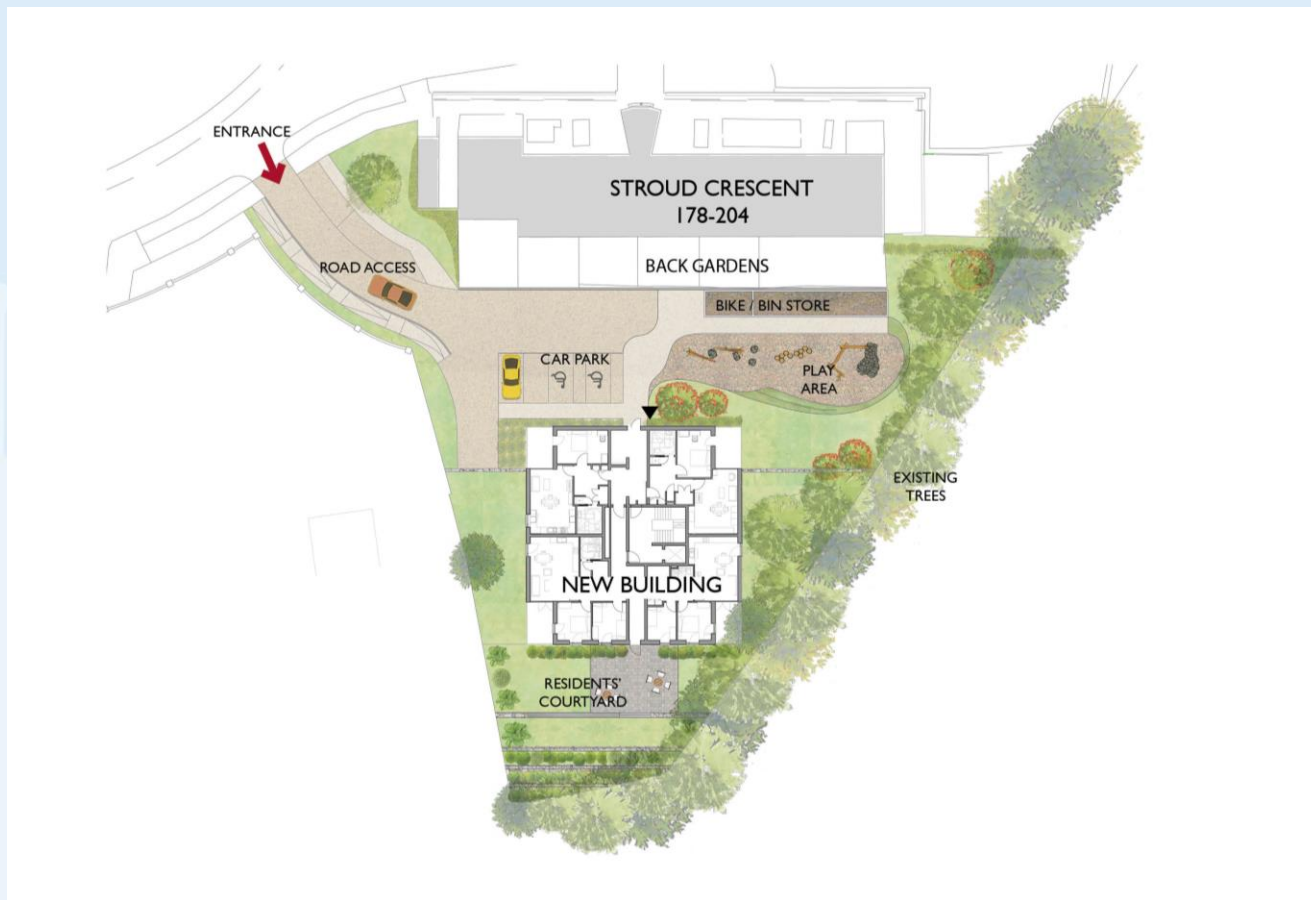 ENTRANCE
STROUD CRESCENT
178-204
ROAD ACCESS
BACK GARDENS
BIKE / BIN STORE
CAR PARK
PLAY
AREA
EXISTING
TREES
NEW BUILDING
RESIDENTS'
COURTYARD